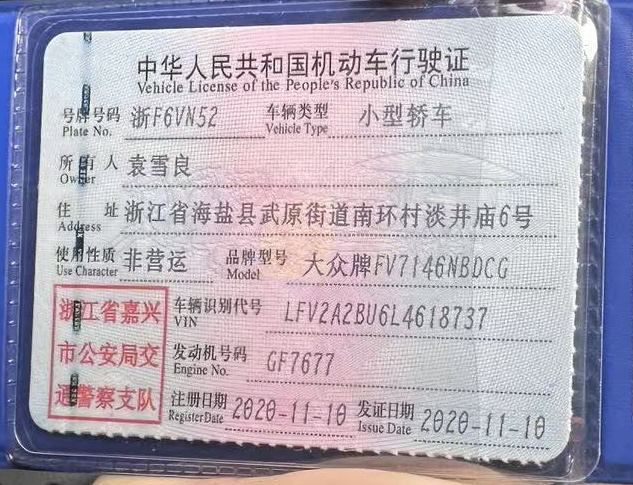 中华人民共和国机动车行驶证
Vehicle License of the People's Republic of China
号牌号码 浙F6VN52 车辆类型 小型轿车
Plate No. Vehicle Type
所有人 袁雪良
Owner
住址 浙江省海盐县武原街道南环村淡井庙6号
Address
使用性质 非营运 品牌型号 大众牌FV7146NBDCG
Use Character Model
浙江省嘉兴
市公安局交
通警察支队
车辆识别代号 LFV2A2BU6L4618737
VIN
发动机号码 GF7677
Engine No.
注册日期 2020-11-10 发证日期 2020-11-10
Register Date Issue Date